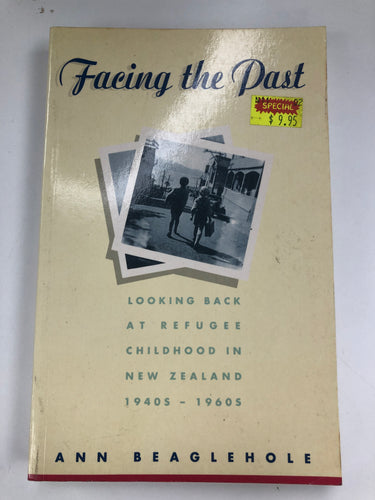 Facing the Past
SPECIAL
$9.95
LOOKING BACK
AT REFUGEE
CHILDHOOD IN
NEW ZEALAND
1940S – 1960S
ANN BEAGLEHOLE